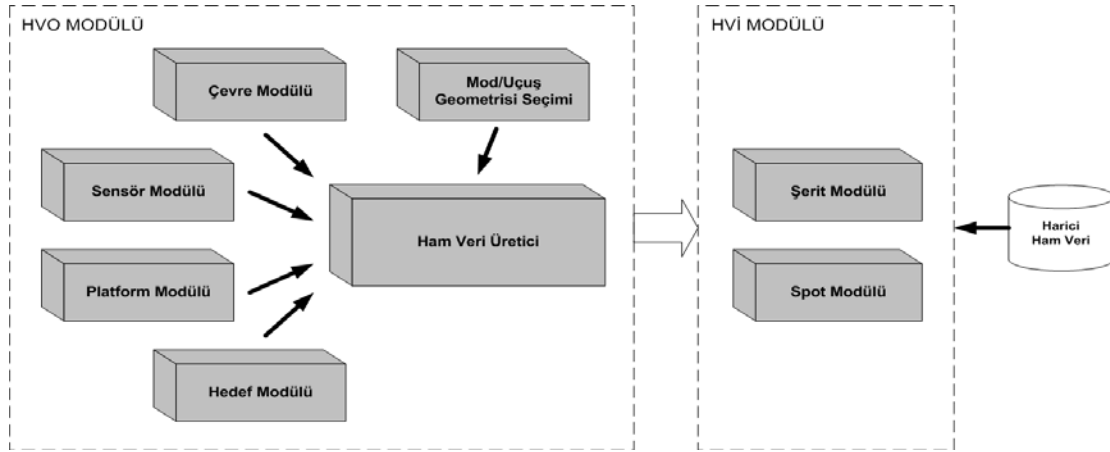 HVO MODÜLÜ
HVİ MODÜLÜ
Çevre Modülü
Mod/Uçuş
Geometrisi Seçimi
Sensör Modülü
Şerit Modülü
Ham Veri Üretici
Harici
Ham Veri
Platform Modülü
Spot Modülü
Hedef Modülü